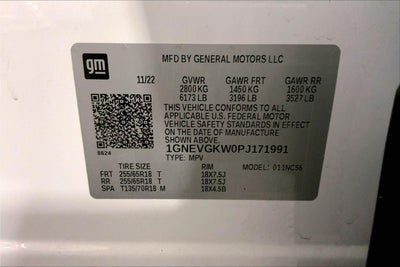 gm
MFD BY GENERAL MOTORS LLC
11/22 GVWR GAWR FRT GAWR RR
2800 KG 1450 KG 1600 KG
6173 LB 3196 LB 3527 LB
THIS VEHICLE CONFORMS TO ALL
APPLICABLE U.S. FEDERAL MOTOR
VEHICLE SAFETY STANDARDS IN EFFECT
ON THE DATE OF MANUFACTURE
SHOWN ABOVE.
8624
1GNEVGKW0PJ171991
TYPE: MPV
TIRE SIZE RIM MODEL: 011NC56
FRT 255/65R18 T 18X7.5J
RR 255/65R18 T 18X7.5J
SPA T135/70R18 M 18X4.5B